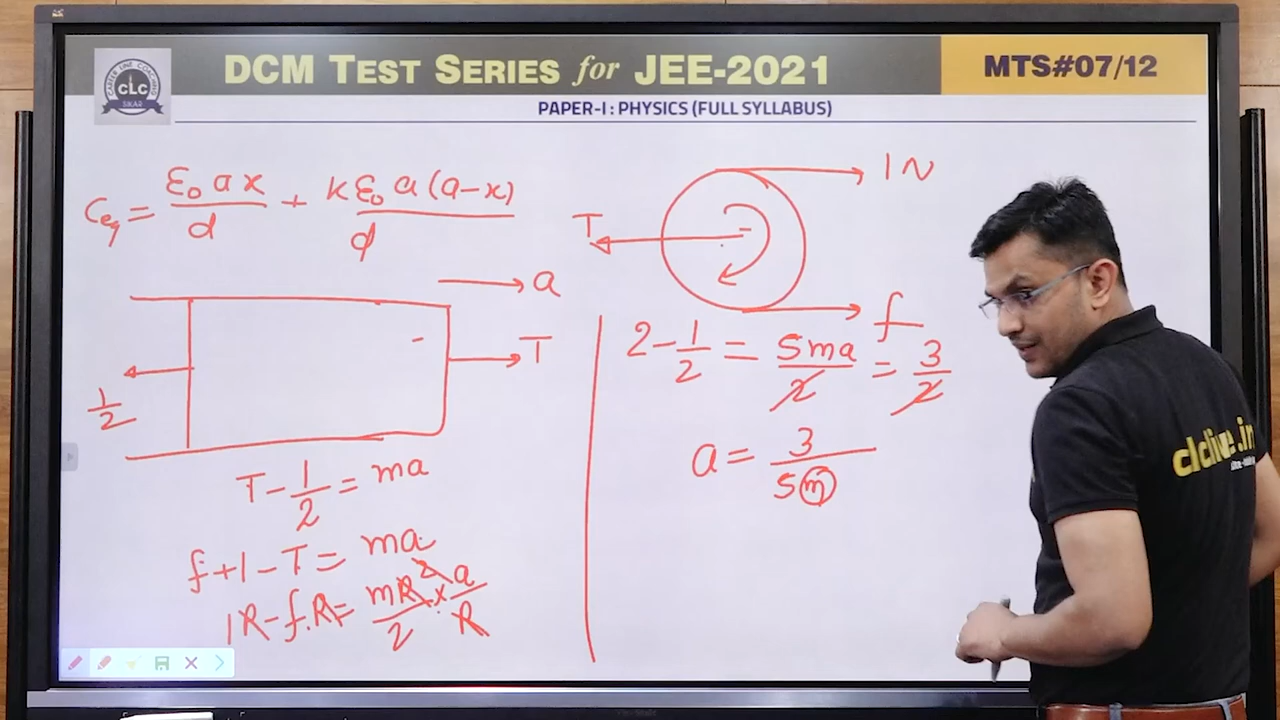 DCM TEST SERIES for JEE-2021
MTS#07/12
CLC
SIKAR
PAPER-I : PHYSICS (FULL SYLLABUS)
Ceq = ε₀ a x / d + k ε₀ a (a-x) / d
1N
T
f
a
T
1/2
T - 1/2 = ma
f + 1 - T = ma
1R - f.R = mR²/2 × a/R
2 - 1/2 = 5ma/2 = 3/2
a = 3/5m
clclive.in